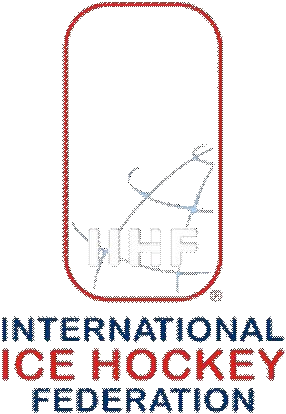 IIHF
®
INTERNATIONAL
ICE HOCKEY
FEDERATION